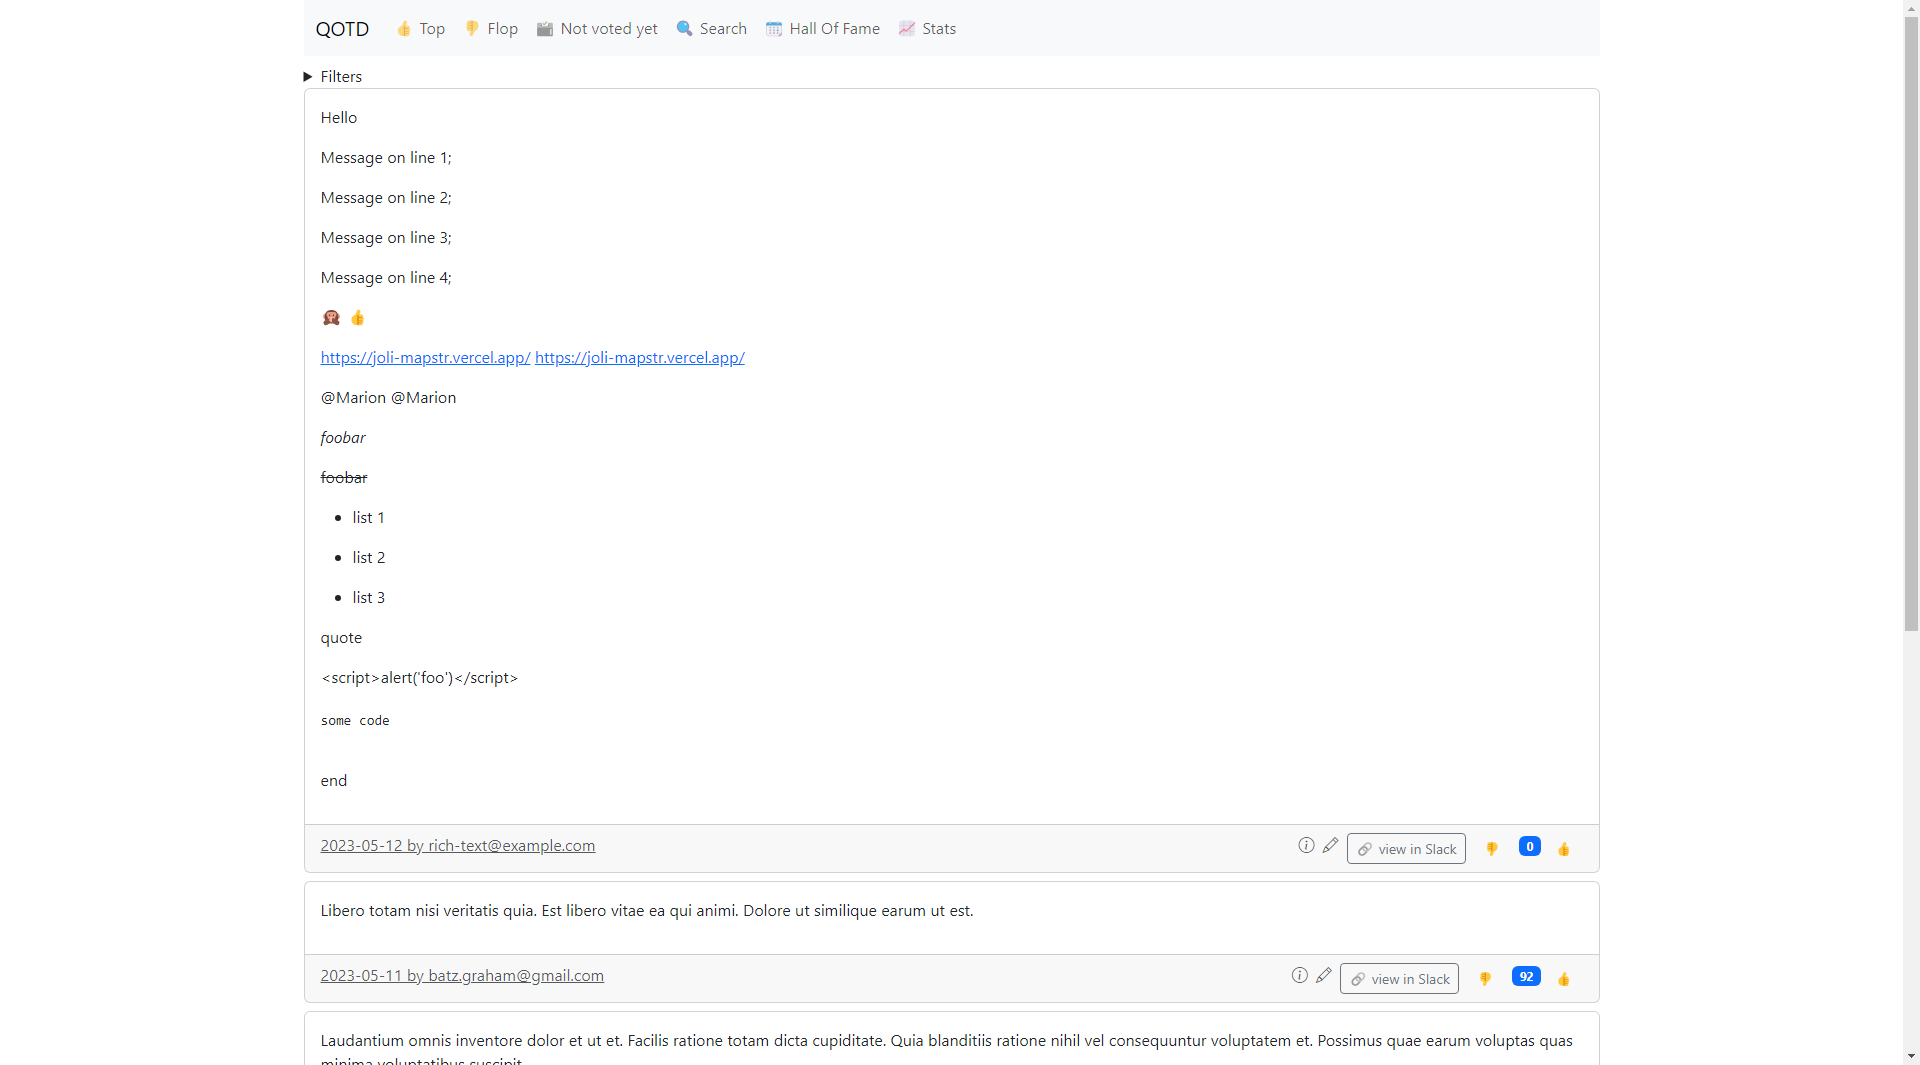 QOTD 👍 Top 👎 Flop 🗃 Not voted yet 🔍 Search 🗓 Hall Of Fame 📈 Stats
Filters
Hello
Message on line 1;
Message on line 2;
Message on line 3;
Message on line 4;
https://joli-mapstr.vercel.app/ https://joli-mapstr.vercel.app/
@Marion @Marion
foobar
foobar
• list 1
• list 2
• list 3
quote
<script>alert('foo')</script>
some code
end
2023-05-12 by rich-text@example.com view in Slack 0
Libero totam nisi veritatis quia. Est libero vitae ea qui animi. Dolore ut similique earum ut est.
2023-05-11 by batz.graham@gmail.com view in Slack 92
Laudantium omnis inventore dolor et ut et. Facilis ratione totam dicta cupiditate. Quia blanditiis ratione nihil vel consequuntur voluptatem et. Possimus quae earum voluptas quas
minima voluptatibus suscipit.